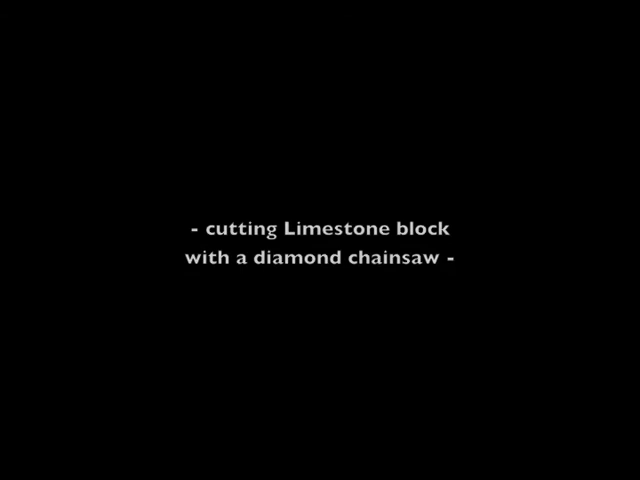 - cutting Limestone block
with a diamond chainsaw -